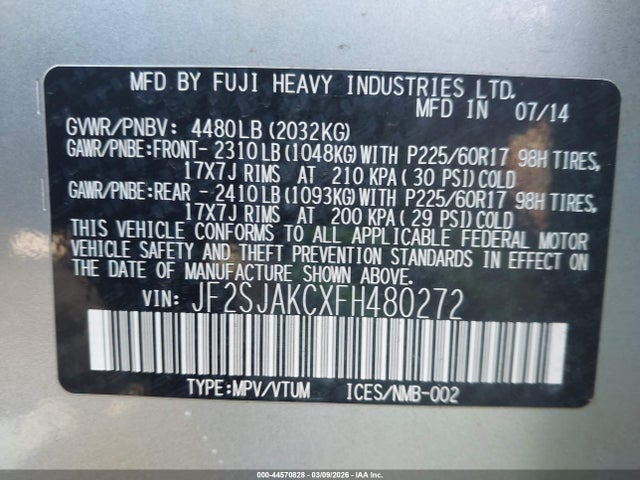 MFD BY FUJI HEAVY INDUSTRIES LTD.
MFD IN 07/14
GVWR/PNBV: 4480LB(2032KG)
GAWR/PNBE:FRONT- 2310LB(1048KG)WITH P225/60R17 98H TIRES,
17X7J RIMS AT 210 KPA(30 PSI)COLD
GAWR/PNBE:REAR - 2410LB(1093KG)WITH P225/60R17 98H TIRES,
17X7J RIMS AT 200 KPA(29 PSI)COLD
THIS VEHICLE CONFORMS TO ALL APPLICABLE FEDERAL MOTOR
VEHICLE SAFETY AND THEFT PREVENTION STANDARDS IN EFFECT ON
THE DATE OF MANUFACTURE SHOWN ABOVE.
VIN: JF2SJAKCXFH480272
TYPE:MPV/VTUM ICES/NMB-002
000-44570828 - 03/09/2026 - IAA Inc.